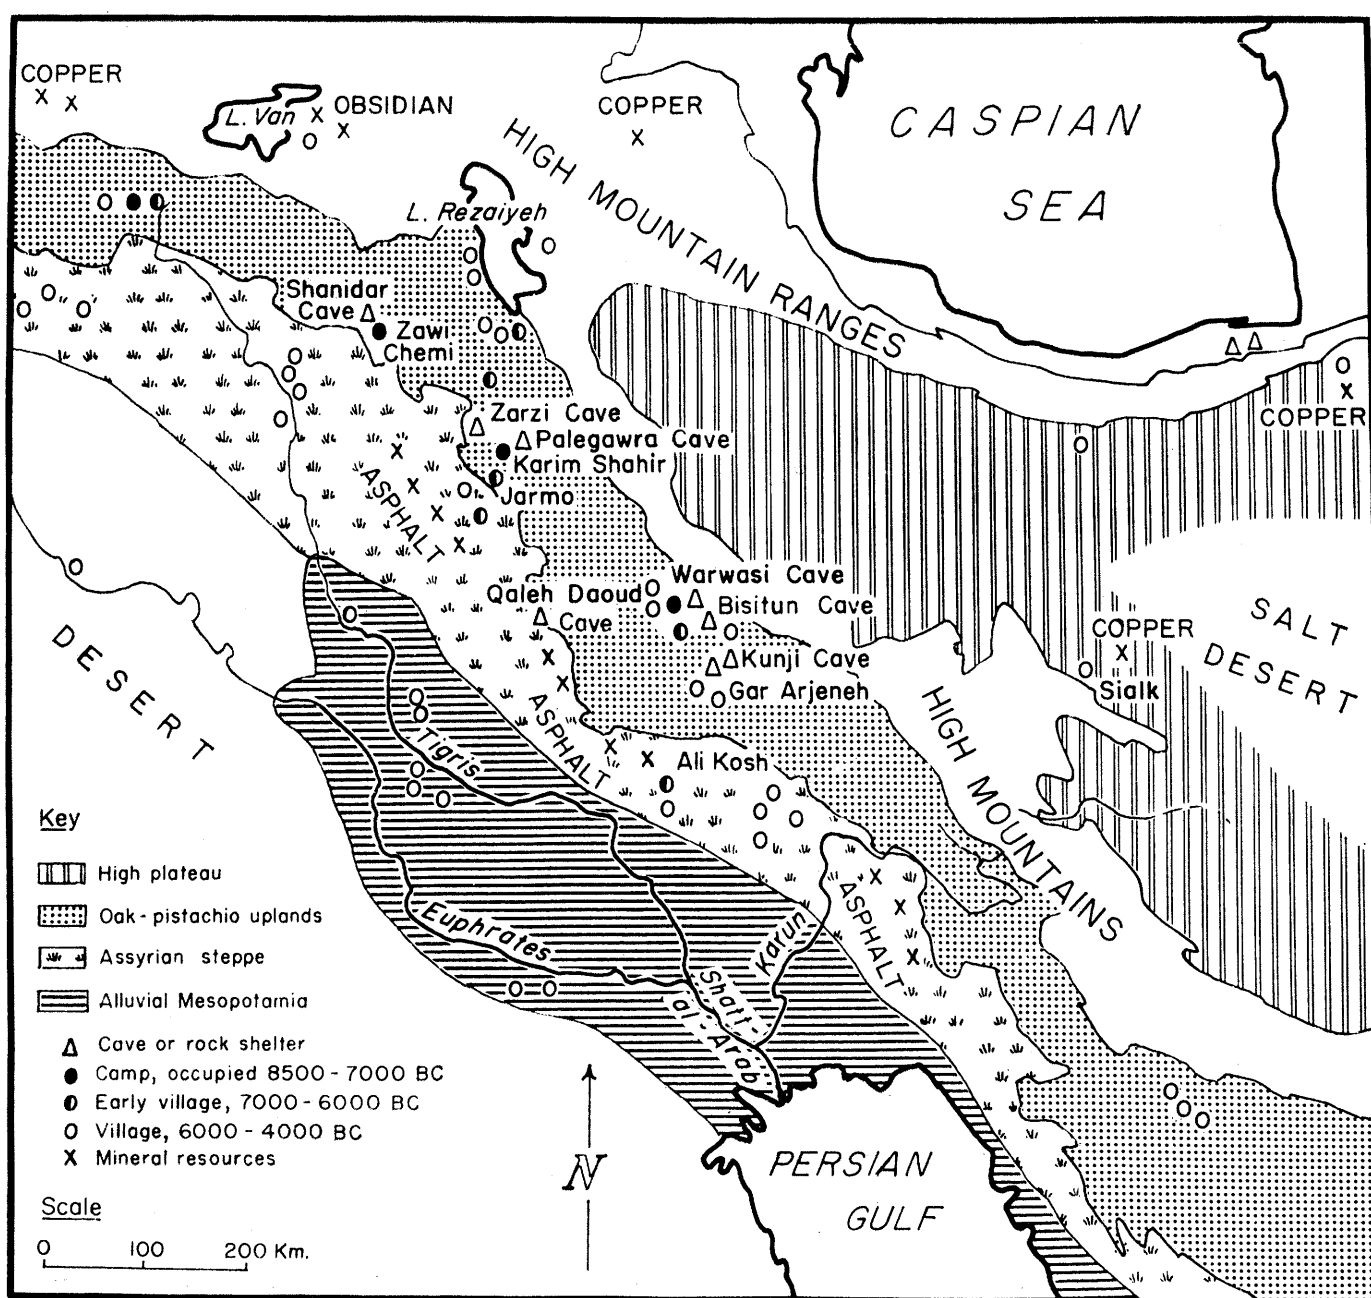 COPPER
X X
L. Van
X OBSIDIAN
X
COPPER
X
CASPIAN
SEA
HIGH MOUNTAIN RANGES
L. Rezaiyeh
Shanidar
Cave
Zawi
Chemi
Zarzi Cave
Palegawra Cave
Karim Shahir
Jarmo
ASPHALT
X
X
X
X
X
COPPER
Warwasi Cave
Qaleh Daoud
Cave
Bisitun Cave
Kunji Cave
Gar Arjeneh
COPPER
X
Sialk
SALT
DESERT
DESERT
X
X
ASPHALT
X
X
Tigris
Ali Kosh
HIGH MOUNTAINS
Euphrates
Karun
X
X
X
ASPHALT
Shatt-
al-Arab
PERSIAN
GULF
N
Key
High plateau
Oak-pistachio uplands
Assyrian steppe
Alluvial Mesopotamia
Cave or rock shelter
Camp, occupied 8500-7000 BC
Early village, 7000-6000 BC
Village, 6000-4000 BC
X Mineral resources
Scale
0 100 200 Km.